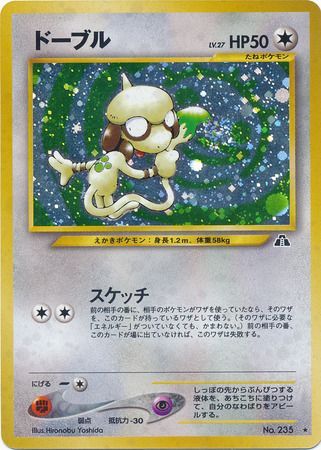 ドーブル LV.27 HP50
たねポケモン
えかきポケモン：身長1.2m、体重58kg
スケッチ
前の相手の番に、相手のポケモンがワザを使っていたなら、そのワザ
を、このカードが持っているワザとして使う。（そのワザに必要な
「エネルギー」がついていなくても、かまわない。）前の相手の番
に、このカードが場に出ていなければ、このワザは失敗する。
にげる
弱点 抵抗力 -30
しっぽの先からぶんぴつする
液体を、あちこちに塗りつけ
て、自分のなわばりをアピー
ルする。
Illus. Hironobu Yoshida No. 235 ★